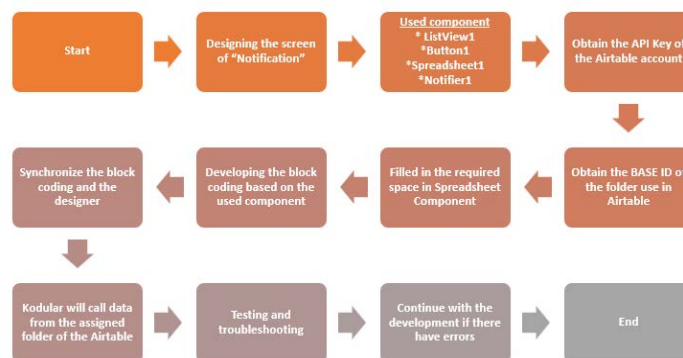 Start
Designing the screen
of "Notification"
Used component
* ListView1
*Button1
*Spreadsheet1
*Notifier1
Obtain the API Key of
the Airtable account
Obtain the BASE ID of
the folder use in
Airtable
Filled in the required
space in Spreadsheet
Component
Developing the block
coding based on the
used component
Synchronize the block
coding and the
designer
Kodular will call data
from the assigned
folder of the Airtable
Testing and
troubleshooting
Continue with the
development if there
have errors
End